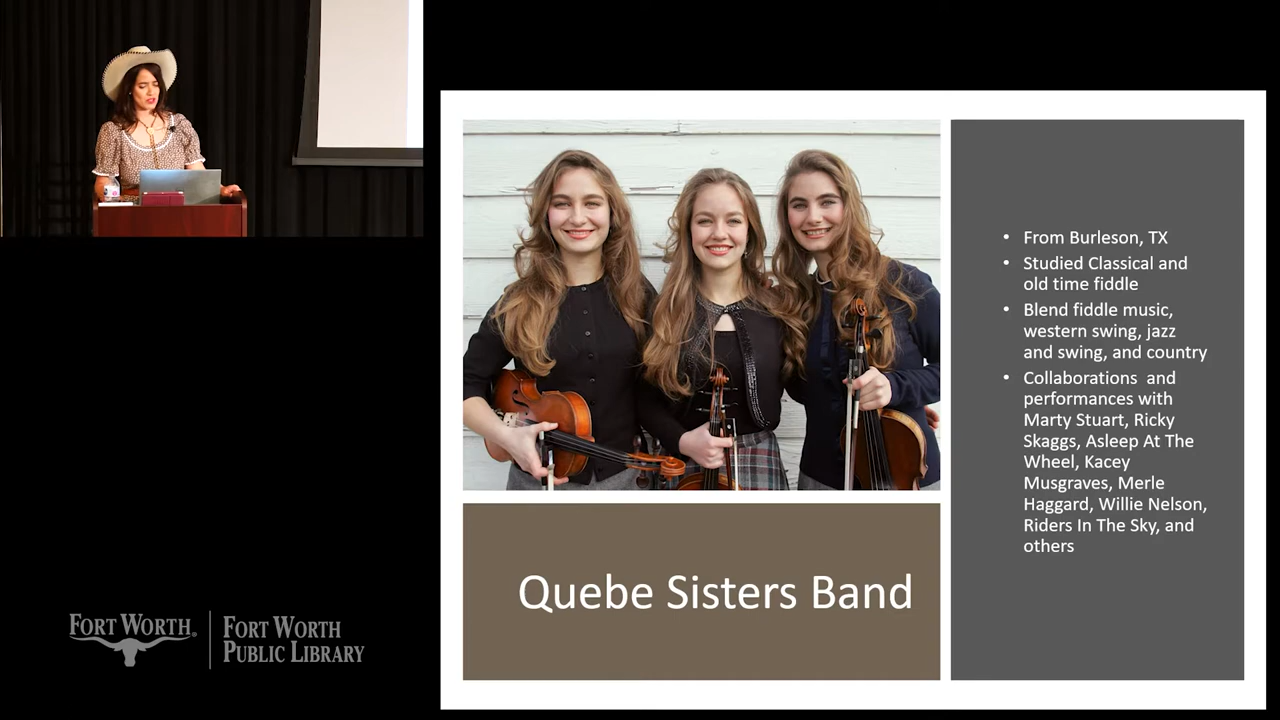 From Burleson, TX
Studied Classical and
old time fiddle
Blend fiddle music,
western swing, jazz
and swing, and country
Collaborations  and
performances with
Marty Stuart, Ricky
Skaggs, Asleep At The
Wheel, Kacey
Musgraves, Merle
Haggard, Willie Nelson,
Riders In The Sky, and
others
Quebe Sisters Band
FORT WORTH®
FORT WORTH
PUBLIC LIBRARY